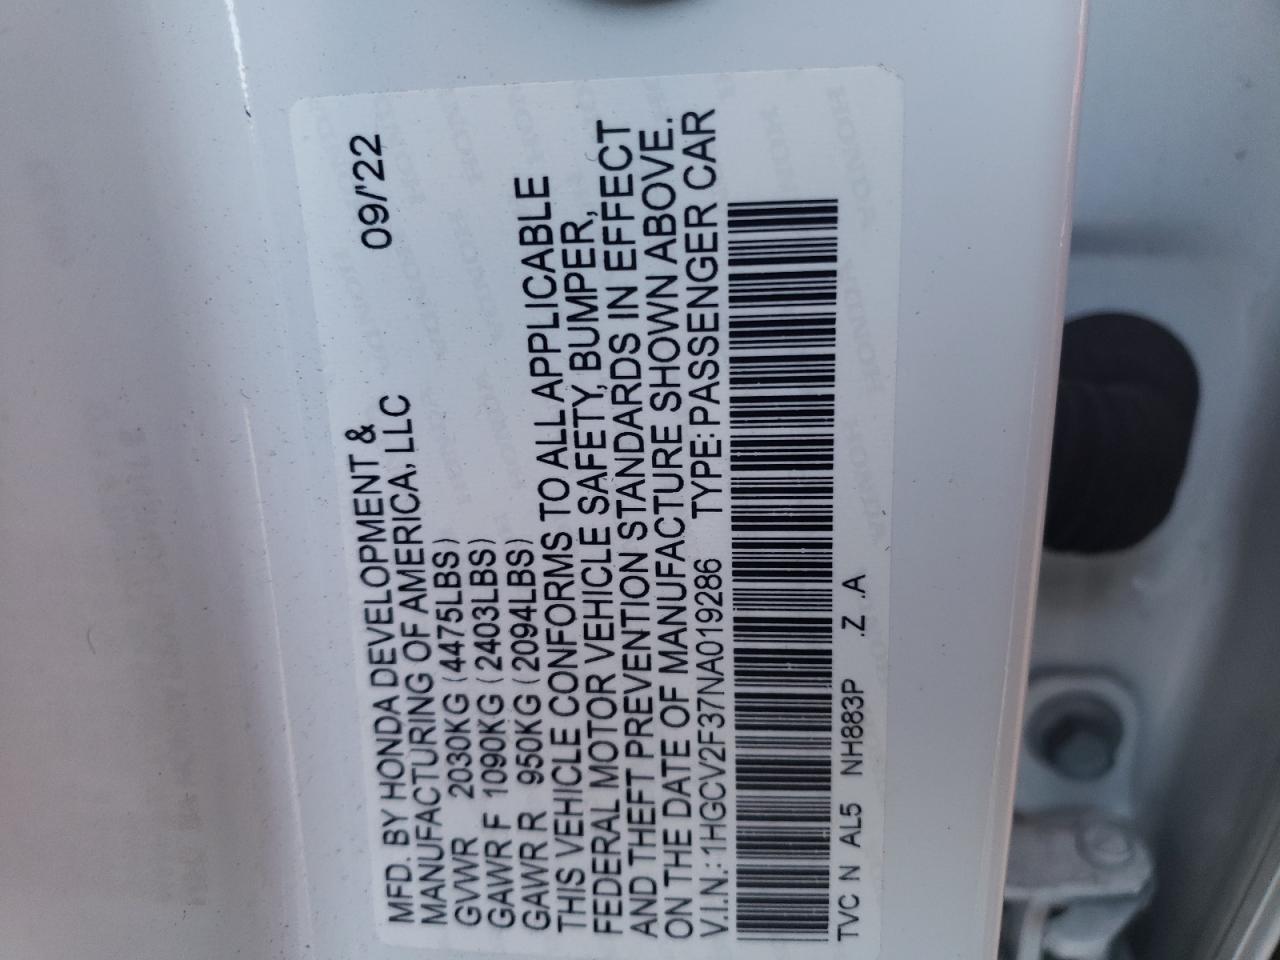 MFD. BY HONDA DEVELOPMENT & 09/'22
MANUFACTURING OF AMERICA, LLC
GVWR 2030KG (4475LBS)
GAWR F 1090KG (2403LBS)
GAWR R 950KG (2094LBS)
THIS VEHICLE CONFORMS TO ALL APPLICABLE
FEDERAL MOTOR VEHICLE SAFETY, BUMPER,
AND THEFT PREVENTION STANDARDS IN EFFECT
ON THE DATE OF MANUFACTURE SHOWN ABOVE.
V.I.N.: 1HGCV2F37NA019286 TYPE: PASSENGER CAR
TVC N AL5 NH883P .Z .A